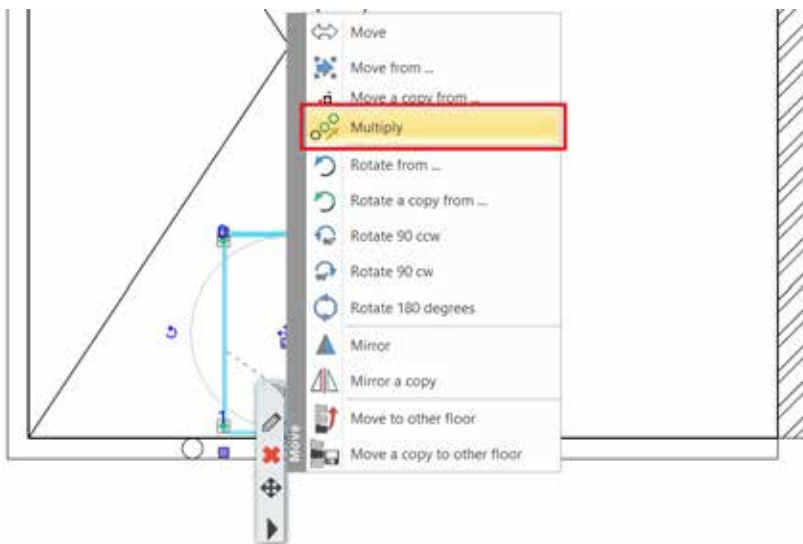 Move
Move from ...
Move a copy from ...
Multiply
Rotate from ...
Rotate a copy from ...
Rotate 90 ccw
Rotate 90 cw
Rotate 180 degrees
Mirror
Mirror a copy
Move to other floor
Move a copy to other floor
Move
1